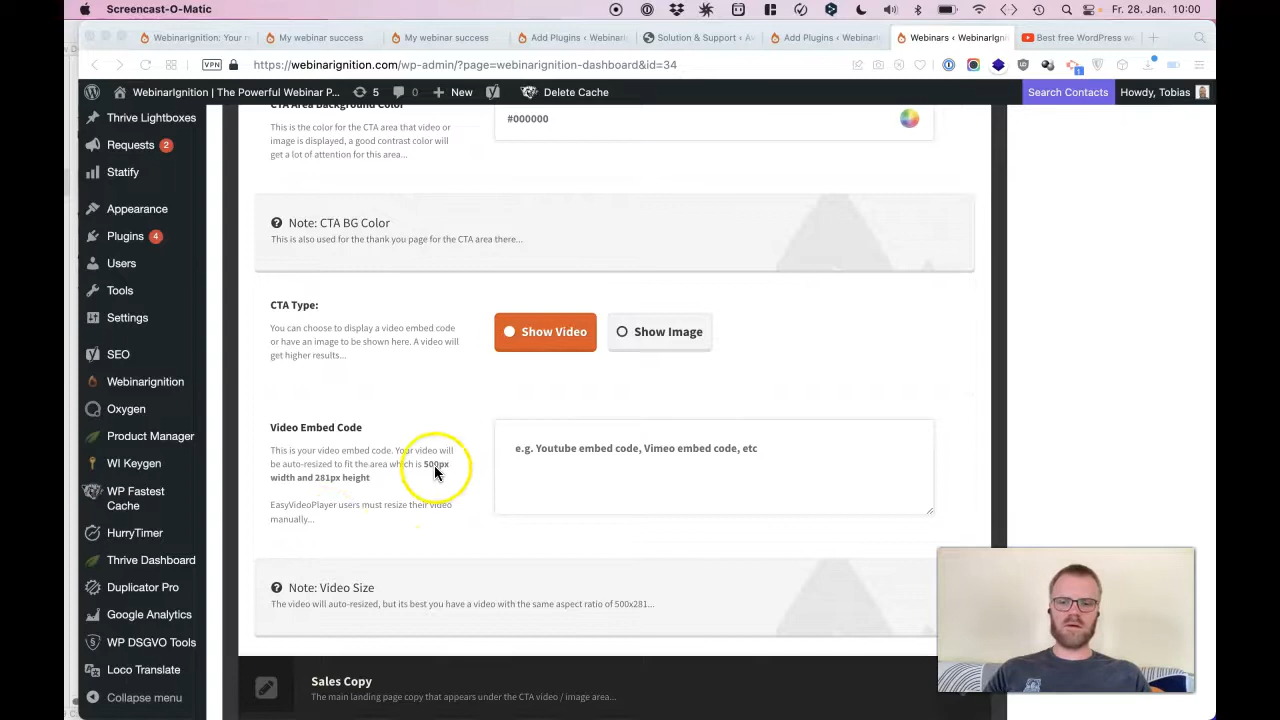 Screencast-O-Matic
Fr. 28. Jan. 10:00
WebinarIgnition: Your r
My webinar success
My webinar success
Add Plugins ‹ Webinarl
Solution & Support ‹ A
Add Plugins ‹ Webinarl
Webinars ‹ WebinarIgn
Best free WordPress we
VPN
https://webinarignition.com/wp-admin/?page=webinarignition-dashboard&id=34
WebinarIgnition | The Powerful Webinar P...
5
0
New
Delete Cache
Search Contacts
Howdy, Tobias
Thrive Lightboxes
Requests 2
Statify
Appearance
Plugins 4
Users
Tools
Settings
SEO
Webinarignition
Oxygen
Product Manager
WI Keygen
WP Fastest
Cache
HurryTimer
Thrive Dashboard
Duplicator Pro
Google Analytics
WP DSGVO Tools
Loco Translate
Collapse menu
CTA Area Background Color
This is the color for the CTA area that video or
image is displayed, a good contrast color will
get a lot of attention for this area...
#000000
Note: CTA BG Color
This is also used for the thank you page for the CTA area there...
CTA Type:
You can choose to display a video embed code
or have an image to be shown here. A video will
get higher results...
Show Video
Show Image
Video Embed Code
This is your video embed code. Your video will
be auto-resized to fit the area which is 500px
width and 281px height
EasyVideoPlayer users must resize their video
manually...
e.g. Youtube embed code, Vimeo embed code, etc
Note: Video Size
The video will auto-resized, but its best you have a video with the same aspect ratio of 500x281...
Sales Copy
The main landing page copy that appears under the CTA video / image area...